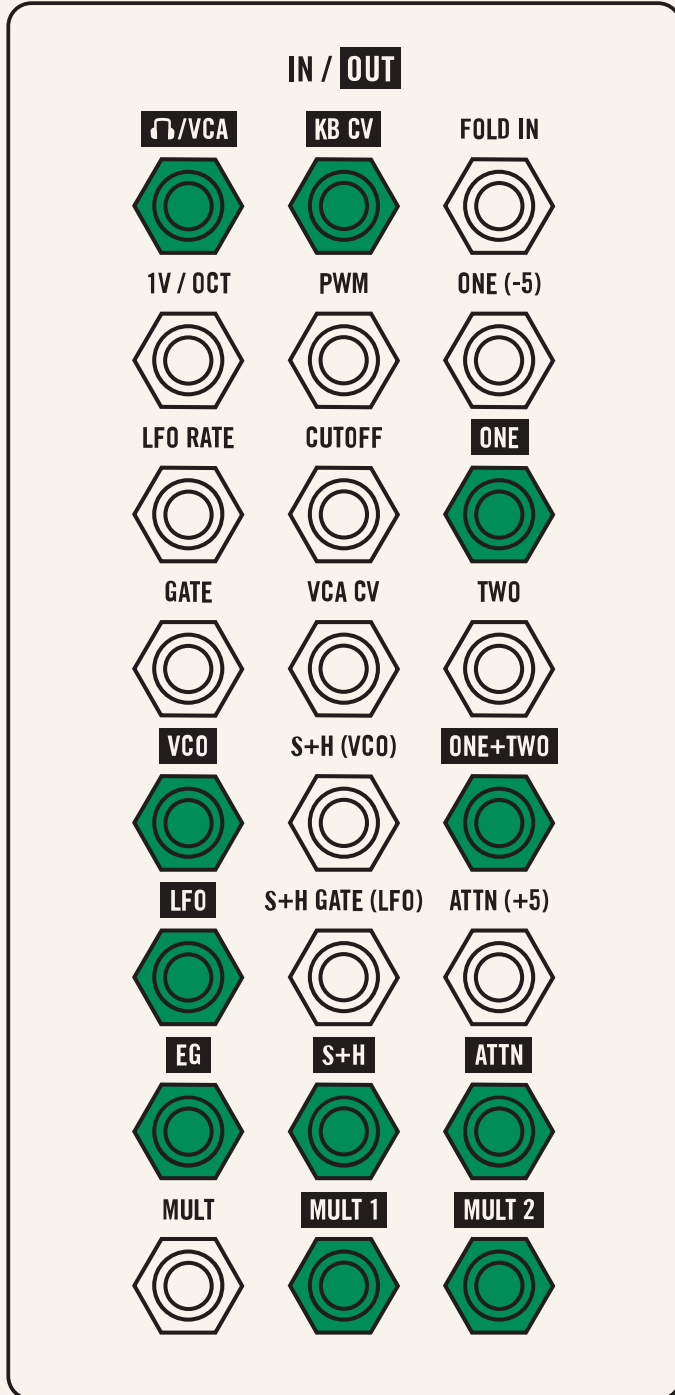 IN / OUT
/VCA KB CV FOLD IN
1V / OCT PWM ONE (-5)
LFO RATE CUTOFF ONE
GATE VCA CV TWO
VCO S+H (VCO) ONE+TWO
LFO S+H GATE (LFO) ATTN (+5)
EG S+H ATTN
MULT MULT 1 MULT 2